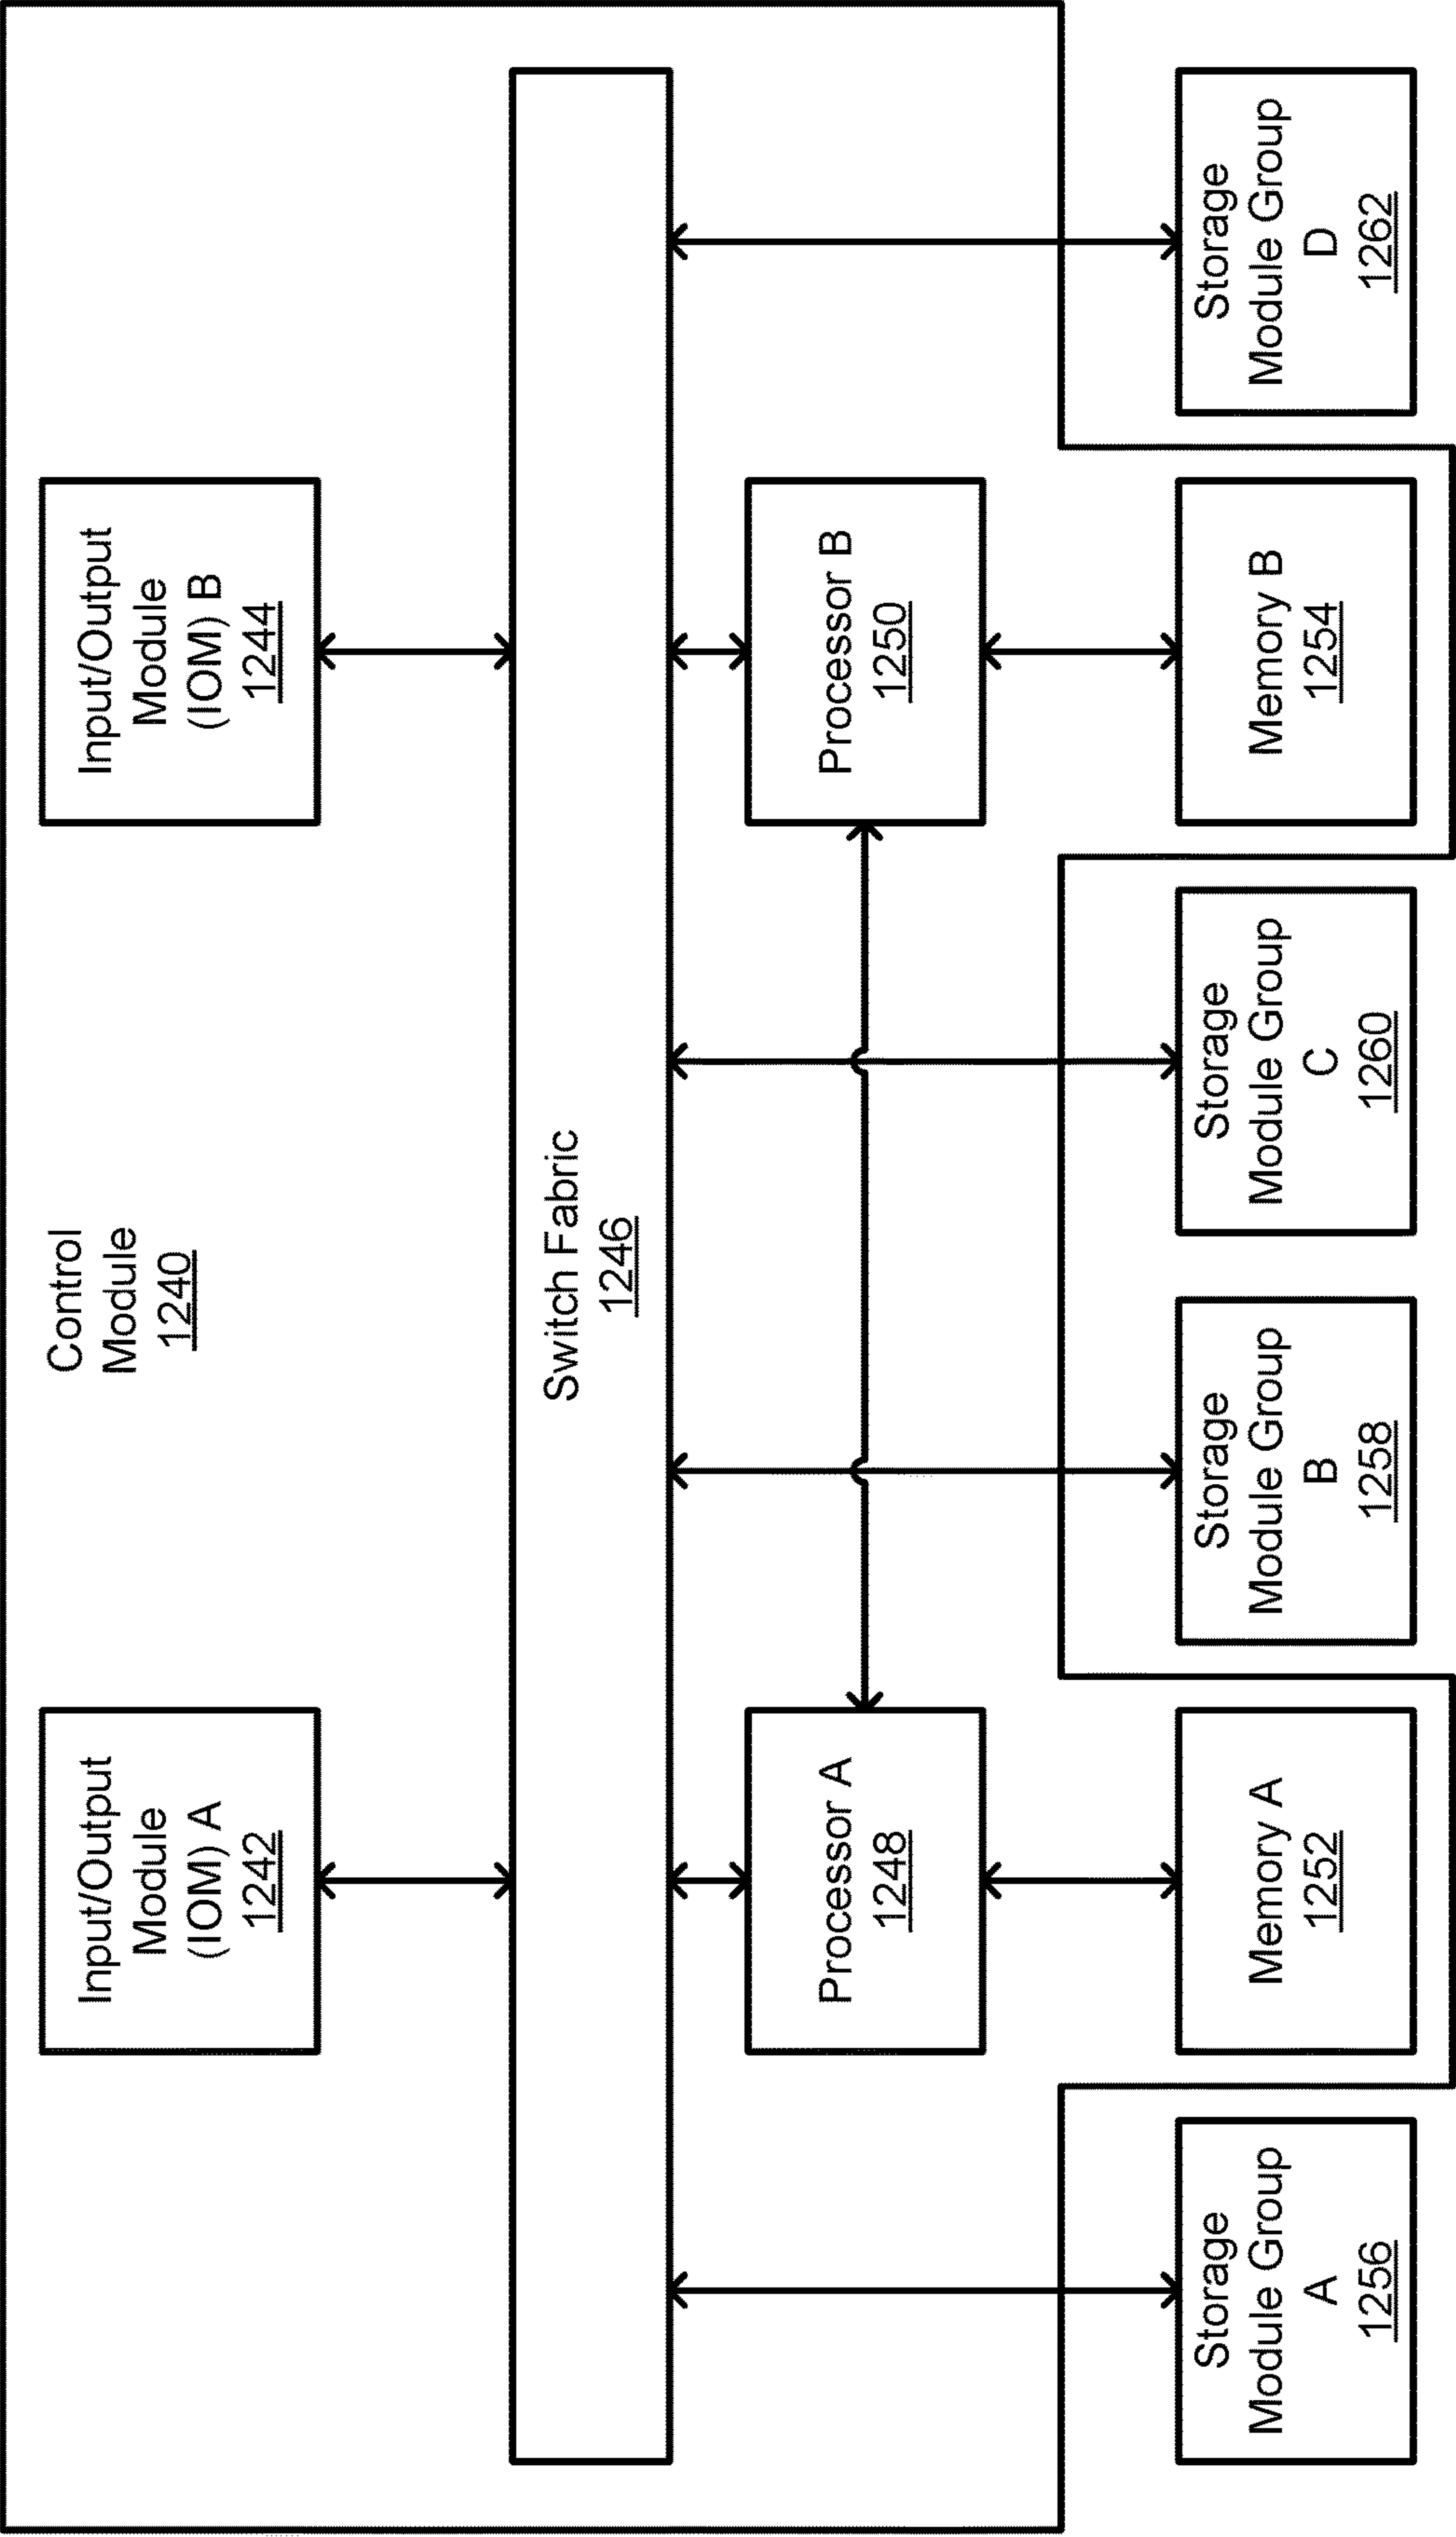 Control
Module
1240
Input/Output
Module
(IOM) A
1242
Input/Output
Module
(IOM) B
1244
Switch Fabric
1246
Processor A
1248
Processor B
1250
Storage
Module Group
A
1256
Memory A
1252
Storage
Module Group
B
1258
Storage
Module Group
C
1260
Memory B
1254
Storage
Module Group
D
1262